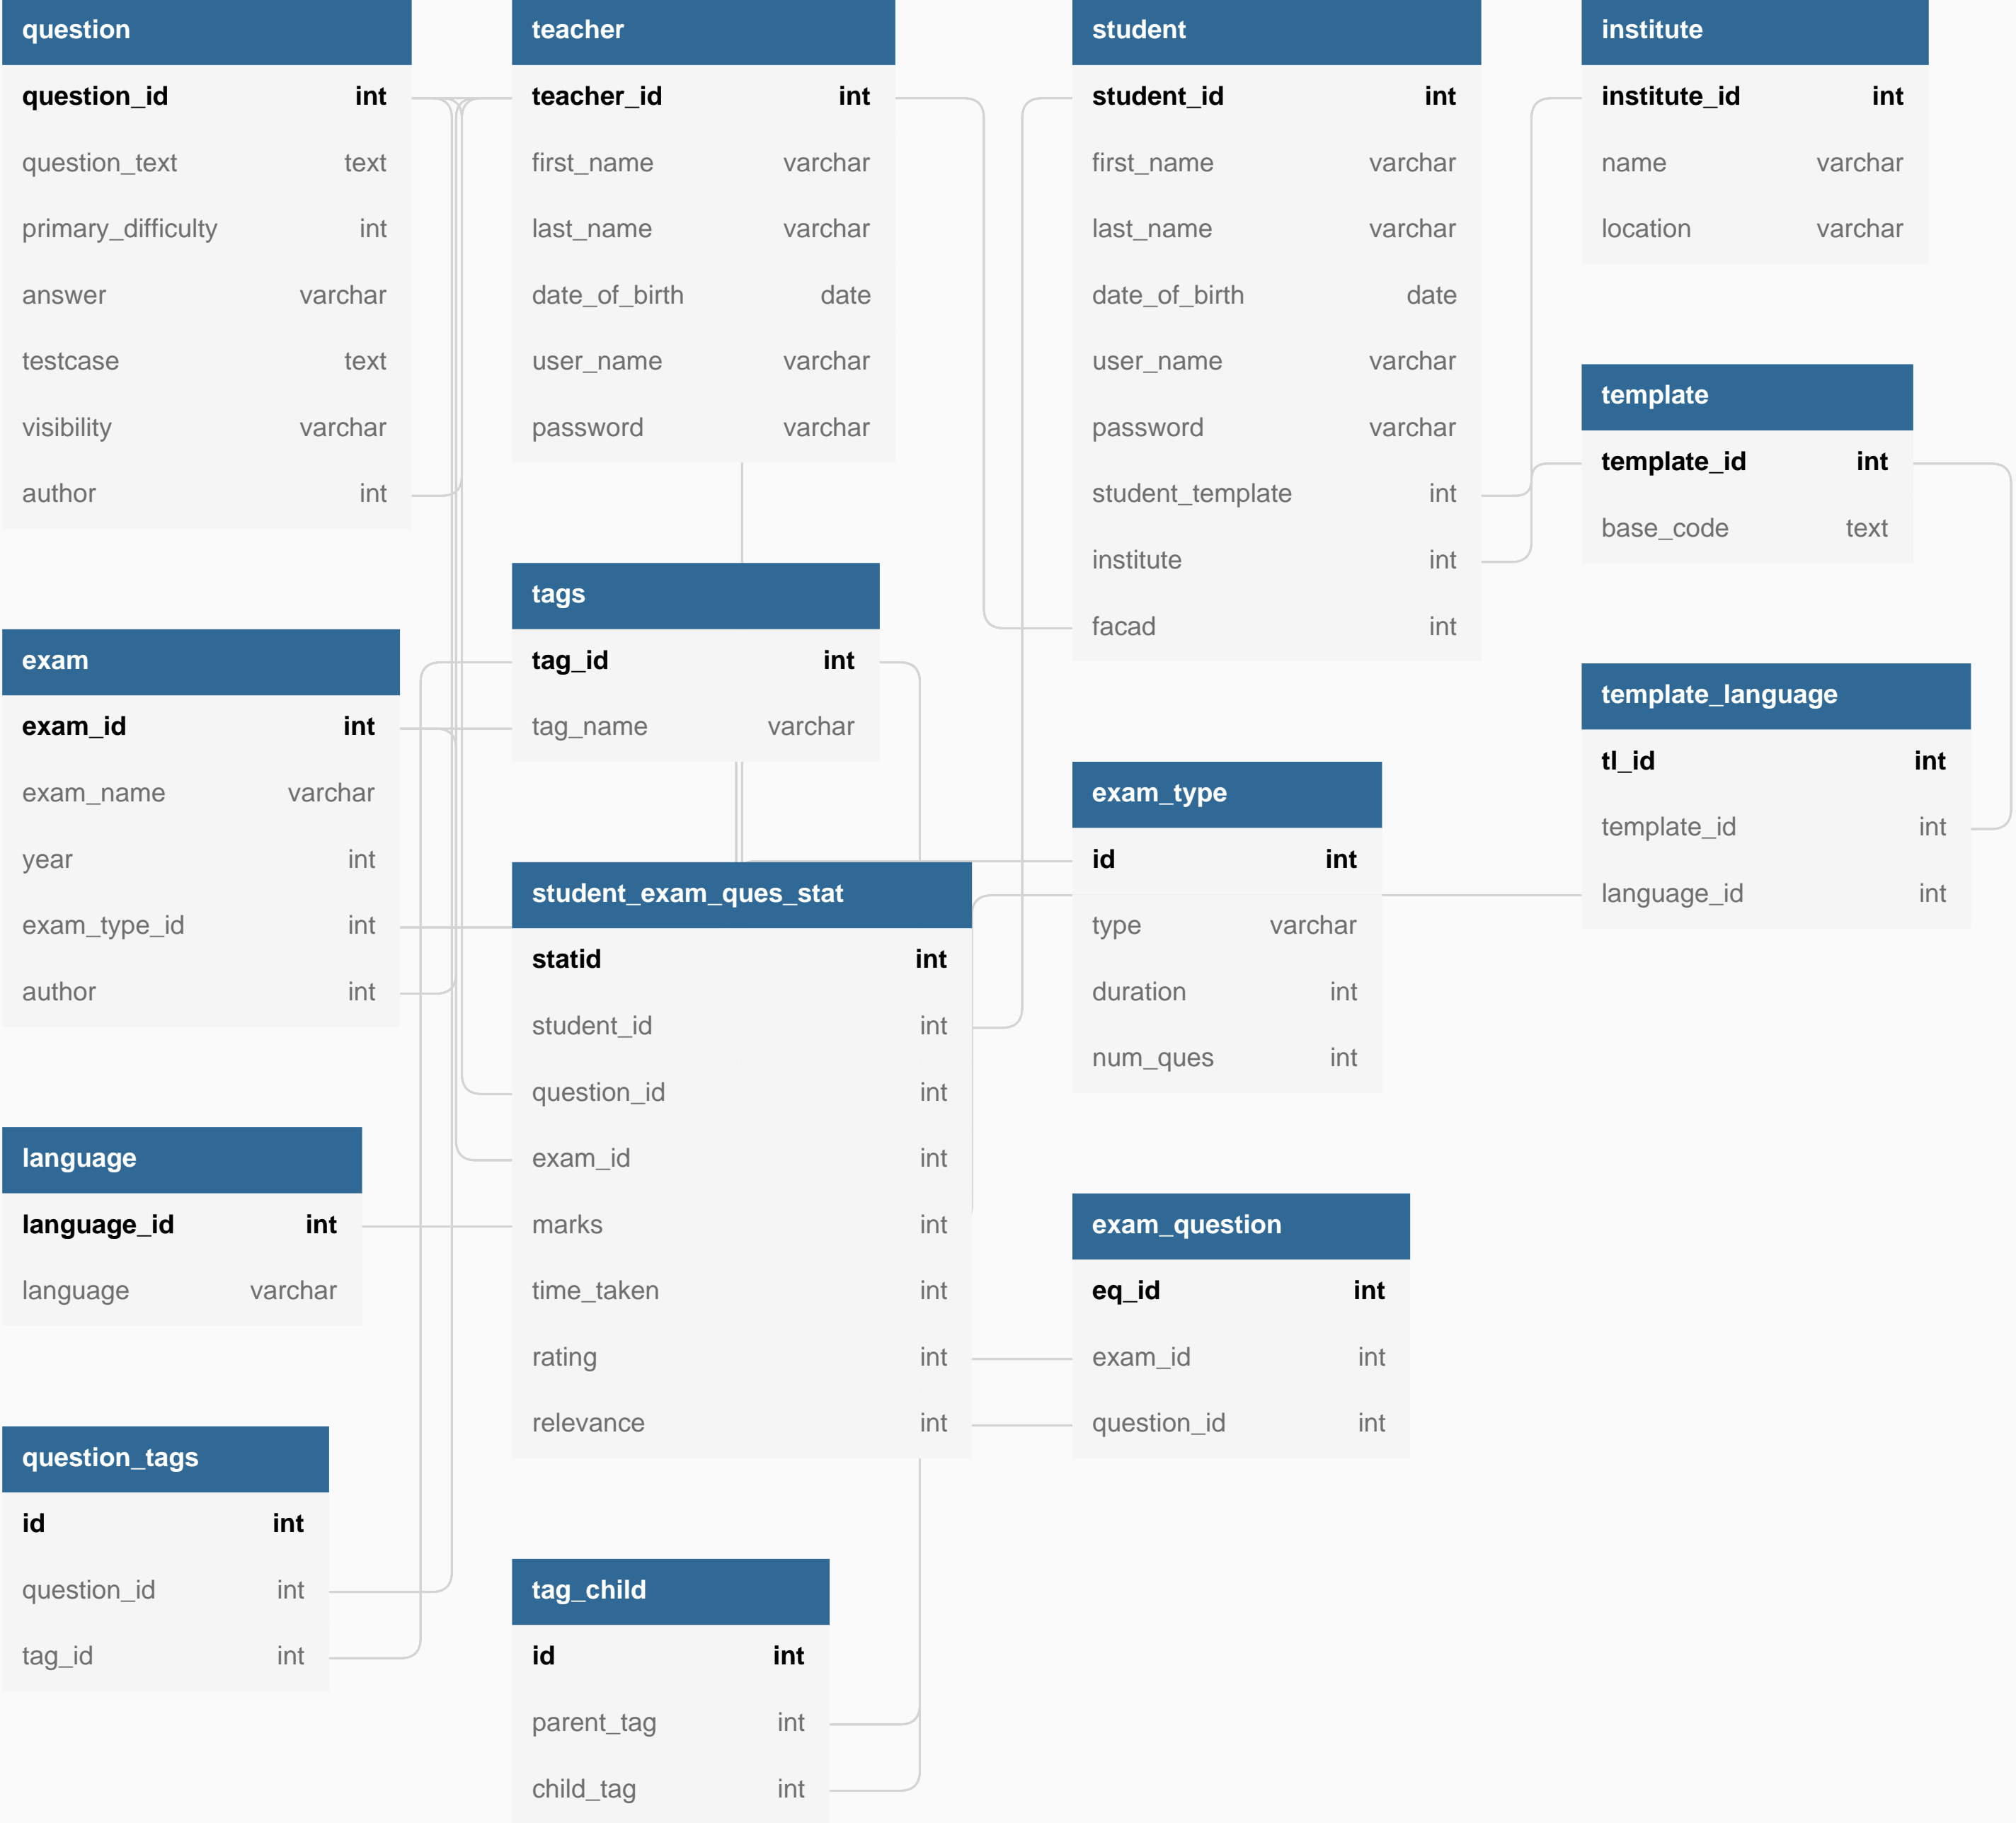 question
question_id int
question_text text
primary_difficulty int
answer varchar
testcase text
visibility varchar
author int
teacher
teacher_id int
first_name varchar
last_name varchar
date_of_birth date
user_name varchar
password varchar
student
student_id int
first_name varchar
last_name varchar
date_of_birth date
user_name varchar
password varchar
student_template int
institute int
facad int
institute
institute_id int
name varchar
location varchar
template
template_id int
base_code text
tags
tag_id int
tag_name varchar
exam
exam_id int
exam_name varchar
year int
exam_type_id int
author int
template_language
tl_id int
template_id int
language_id int
exam_type
id int
type varchar
duration int
num_ques int
student_exam_ques_stat
statid int
student_id int
question_id int
exam_id int
marks int
time_taken int
rating int
relevance int
language
language_id int
language varchar
exam_question
eq_id int
exam_id int
question_id int
question_tags
id int
question_id int
tag_id int
tag_child
id int
parent_tag int
child_tag int